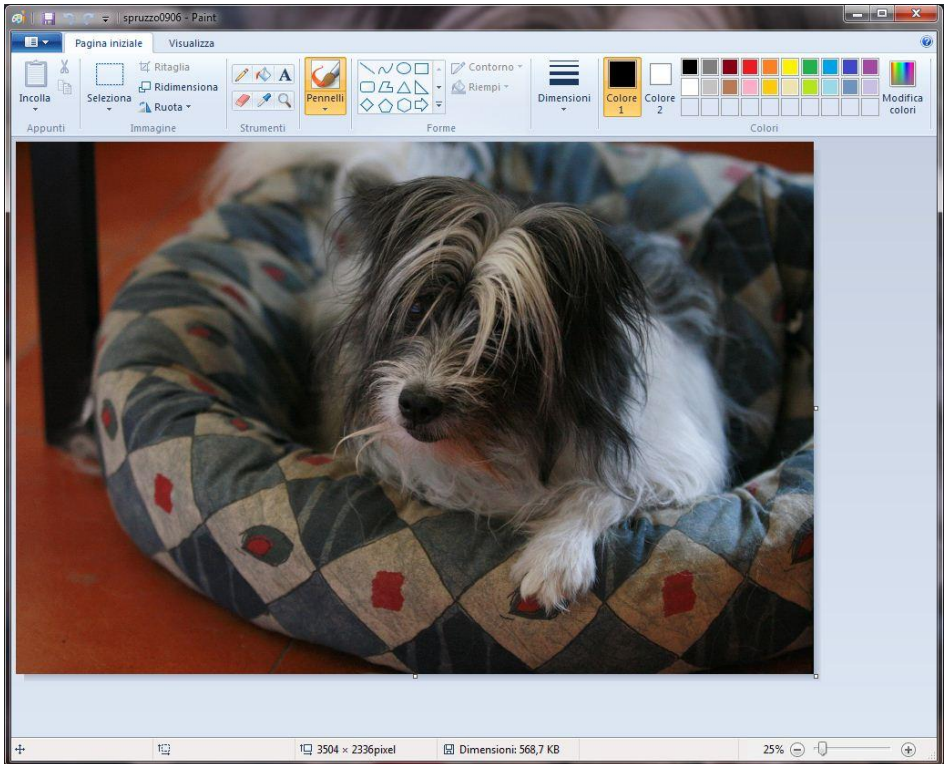 spruzzo0906 - Paint
Pagina iniziale Visualizza
Incolla
Seleziona
Ritaglia
Ridimensiona
Ruota
A
Pennelli
Contorno
Riempi
Dimensioni
Colore 1
Colore 2
Modifica colori
Appunti Immagine Strumenti Forme Colori
3504 × 2336pixel Dimensioni: 568,7 KB 25%